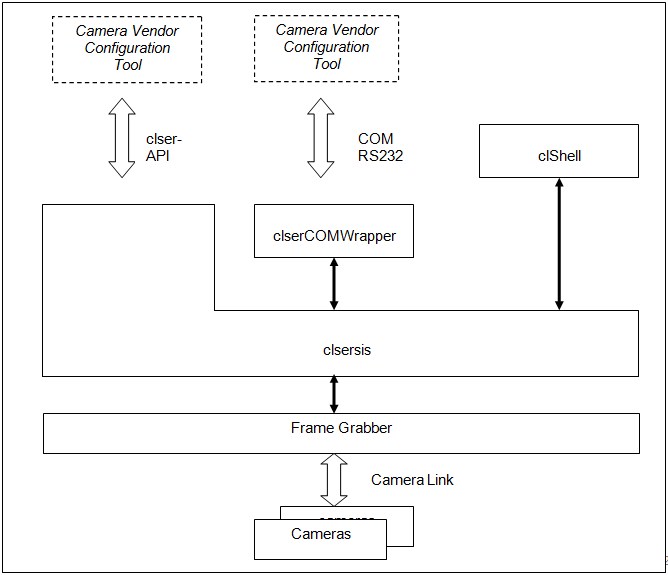 Camera Vendor
Configuration
Tool
Camera Vendor
Configuration
Tool
clser-
API
COM
RS232
clShell
clserCOMWrapper
clsersis
Frame Grabber
Camera Link
Cameras